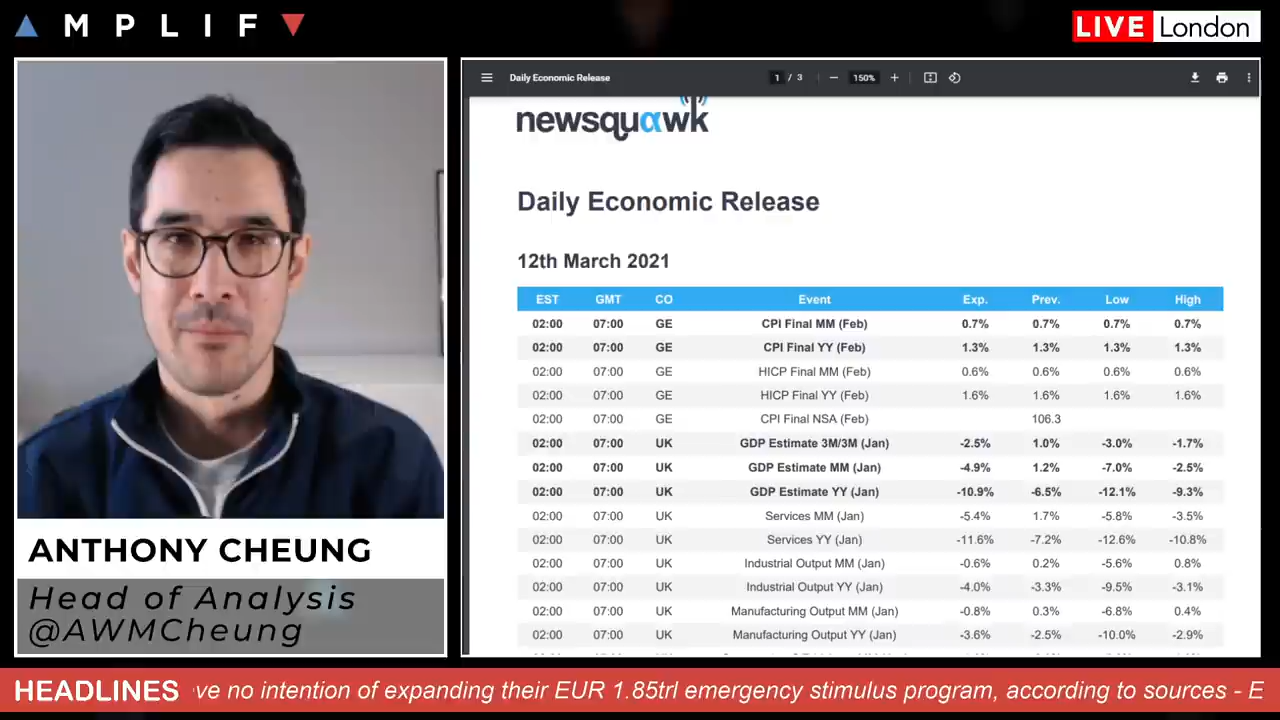 AMPLIFY
LIVE London
Daily Economic Release
1 / 3
150%
newsquawk
Daily Economic Release
12th March 2021
EST GMT CO Event Exp. Prev. Low High
02:00 07:00 GE CPI Final MM (Feb) 0.7% 0.7% 0.7% 0.7%
02:00 07:00 GE CPI Final YY (Feb) 1.3% 1.3% 1.3% 1.3%
02:00 07:00 GE HICP Final MM (Feb) 0.6% 0.6% 0.6% 0.6%
02:00 07:00 GE HICP Final YY (Feb) 1.6% 1.6% 1.6% 1.6%
02:00 07:00 GE CPI Final NSA (Feb) 106.3
02:00 07:00 UK GDP Estimate 3M/3M (Jan) -2.5% 1.0% -3.0% -1.7%
02:00 07:00 UK GDP Estimate MM (Jan) -4.9% 1.2% -7.0% -2.5%
02:00 07:00 UK GDP Estimate YY (Jan) -10.9% -6.5% -12.1% -9.3%
02:00 07:00 UK Services MM (Jan) -5.4% 1.7% -5.8% -3.5%
02:00 07:00 UK Services YY (Jan) -11.6% -7.2% -12.6% -10.8%
02:00 07:00 UK Industrial Output MM (Jan) -0.6% 0.2% -5.6% 0.8%
02:00 07:00 UK Industrial Output YY (Jan) -4.0% -3.3% -9.5% -3.1%
02:00 07:00 UK Manufacturing Output MM (Jan) -0.8% 0.3% -6.8% 0.4%
02:00 07:00 UK Manufacturing Output YY (Jan) -3.6% -2.5% -10.0% -2.9%
ANTHONY CHEUNG
Head of Analysis
@AWMCheung
HEADLINES ve no intention of expanding their EUR 1.85trl emergency stimulus program, according to sources - E